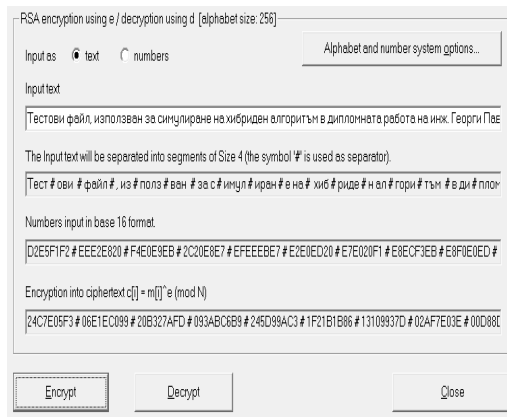 RSA encryption using e / decryption using d [alphabet size: 256]
Input as text numbers
Alphabet and number system options...
Input text
Тестови файл, използван за симулиране на хибриден алгоритъм в дипломната работа на инж. Георги Пав
The Input text will be separated into segments of Size 4 (the symbol '#' is used as separator).
Тест # ови # файл # , из # полз # ван # за с # имул # иран # е на # хиб # риде # н ал # гори # тъм # в ди # плом
Numbers input in base 16 format.
D2E5F1F2 # EEE2E820 # F4E0E9EB # 2C20E8E7 # EFEEEBE7 # E2E0ED20 # E7E020F1 # E8ECF3EB # E8F0E0ED #
Encryption into ciphertext c[i] = m[i]^e (mod N)
24C7E05F3 # 06E1EC099 # 20B327AFD # 093ABC6B9 # 245D99AC3 # 1F21B1B86 # 13109937D # 02AF7E03E # 00D88D
Encrypt Decrypt Close